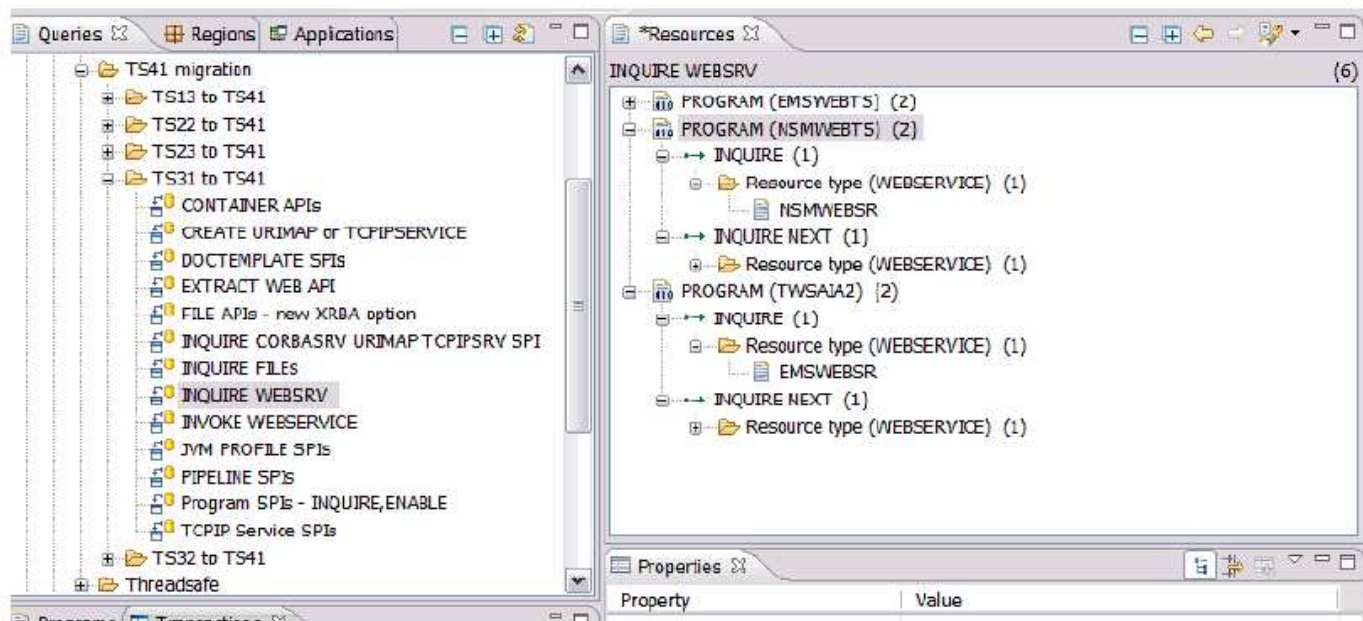 Queries Regions Applications
TS41 migration
TS13 to TS41
TS22 to TS41
TS23 to TS41
TS31 to TS41
CONTAINER APIs
CREATE URIMAP or TCPIPSERVICE
DOCTEMPLATE SPIs
EXTRACT WEB API
FILE APIs - new XRBA option
INQUIRE CORBASRV URIMAP TCPIPSRV SPI
INQUIRE FILEs
INQUIRE WEBSRV
INVOKE WEBSERVICE
JVM PROFILE SPIs
PIPELINE SPIs
Program SPIs - INQUIRE,ENABLE
TCPIP Service SPIs
TS32 to TS41
Threadsafe
Programs Transactions
*Resources
INQUIRE WEBSRV (6)
PROGRAM (EMSWEBTS) (2)
PROGRAM (NSMWEBTS) (2)
INQUIRE (1)
Resource type (WEBSERVICE) (1)
NSMWEBSR
INQUIRE NEXT (1)
Resource type (WEBSERVICE) (1)
PROGRAM (TWSAIA2) (2)
INQUIRE (1)
Resource type (WEBSERVICE) (1)
EMSWEBSR
INQUIRE NEXT (1)
Resource type (WEBSERVICE) (1)
Properties
Property Value